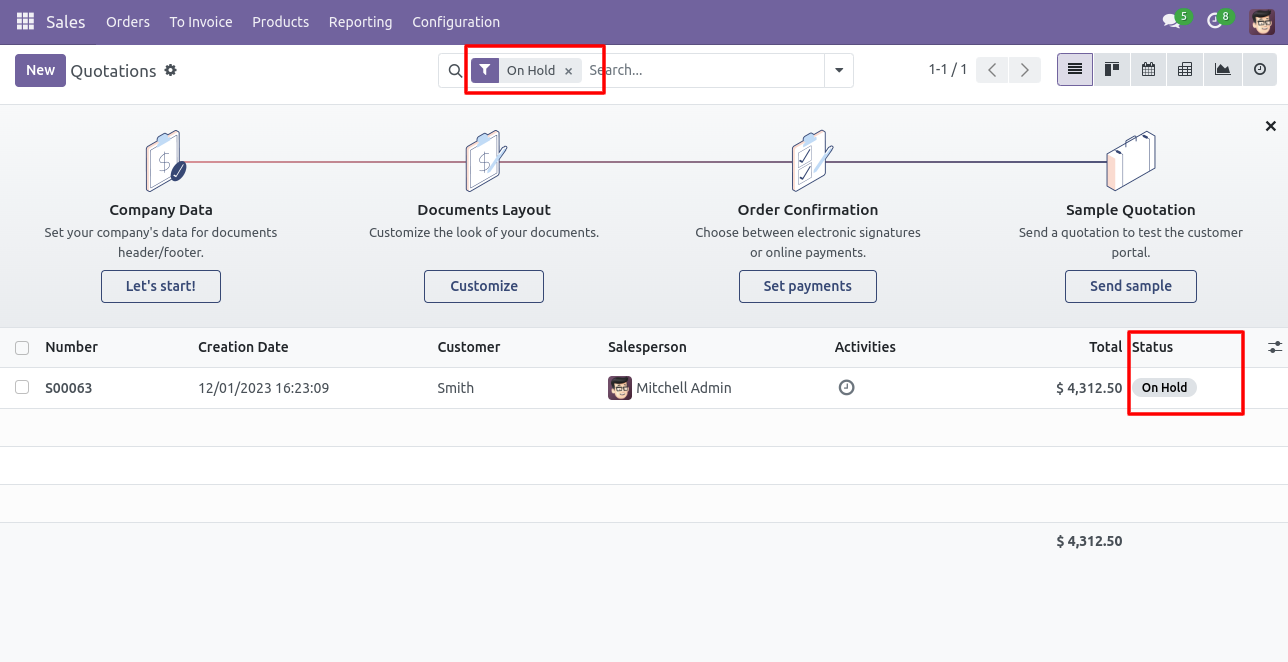 Sales Orders To Invoice Products Reporting Configuration 5 8
New Quotations On Hold × Search... 1-1 / 1
Company Data
Set your company's data for documents
header/footer.
Let's start!
Documents Layout
Customize the look of your documents.
Customize
Order Confirmation
Choose between electronic signatures
or online payments.
Set payments
Sample Quotation
Send a quotation to test the customer
portal.
Send sample
Number Creation Date Customer Salesperson Activities Total Status
S00063 12/01/2023 16:23:09 Smith Mitchell Admin $ 4,312.50 On Hold
$ 4,312.50